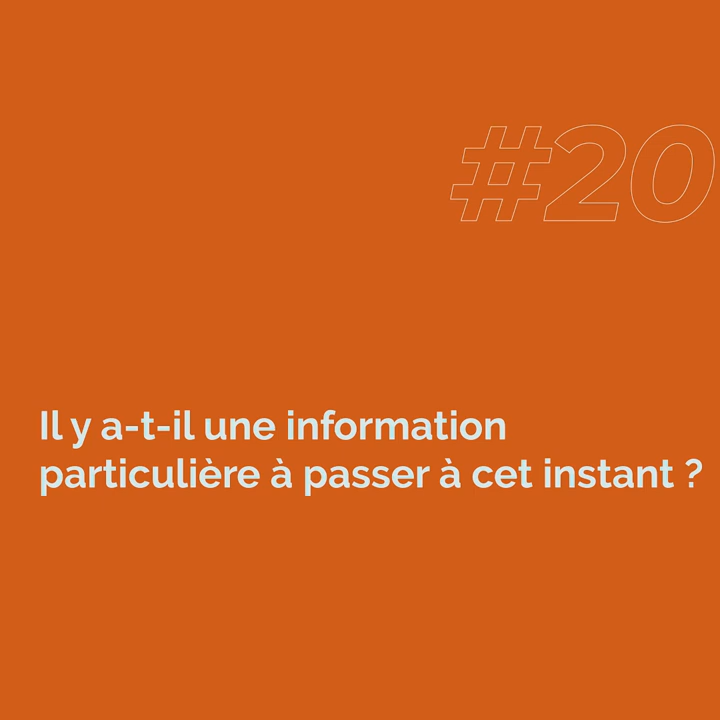 #20
Il y a-t-il une information
particulière à passer à cet instant ?